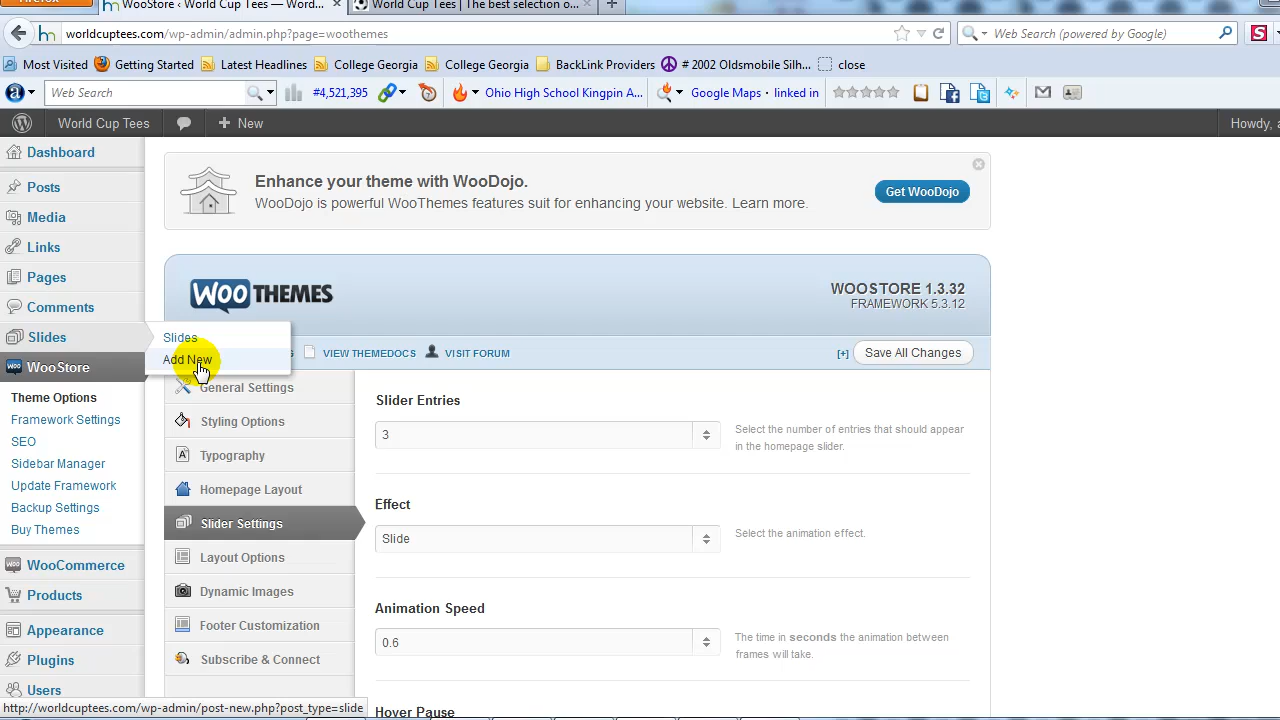 Firefox
WooStore ‹ World Cup Tees — Wor...
World Cup Tees | The best selection o...
worldcuptees.com/wp-admin/admin.php?page=woothemes
Web Search (powered by Google)
Most Visited
Getting Started
Latest Headlines
College Georgia
College Georgia
BackLink Providers
# 2002 Oldsmobile Silh...
close
Web Search
#4,521,395
Ohio High School Kingpin A...
Google Maps
linked in
World Cup Tees
New
Howdy, a
Dashboard
Posts
Media
Links
Pages
Comments
Slides
WooStore
Theme Options
Framework Settings
SEO
Sidebar Manager
Update Framework
Backup Settings
Buy Themes
WooCommerce
Products
Appearance
Plugins
Users
Slides
Add New
Enhance your theme with WooDojo.
WooDojo is powerful WooThemes features suit for enhancing your website. Learn more.
Get WooDojo
WOO THEMES
WOOSTORE 1.3.32
FRAMEWORK 5.3.12
VIEW THEMEDOCS
VISIT FORUM
[+]
Save All Changes
General Settings
Styling Options
Typography
Homepage Layout
Slider Settings
Layout Options
Dynamic Images
Footer Customization
Subscribe & Connect
Slider Entries
3
Select the number of entries that should appear
in the homepage slider.
Effect
Slide
Select the animation effect.
Animation Speed
0.6
The time in seconds the animation between
frames will take.
Hover Pause
http://worldcuptees.com/wp-admin/post-new.php?post_type=slide